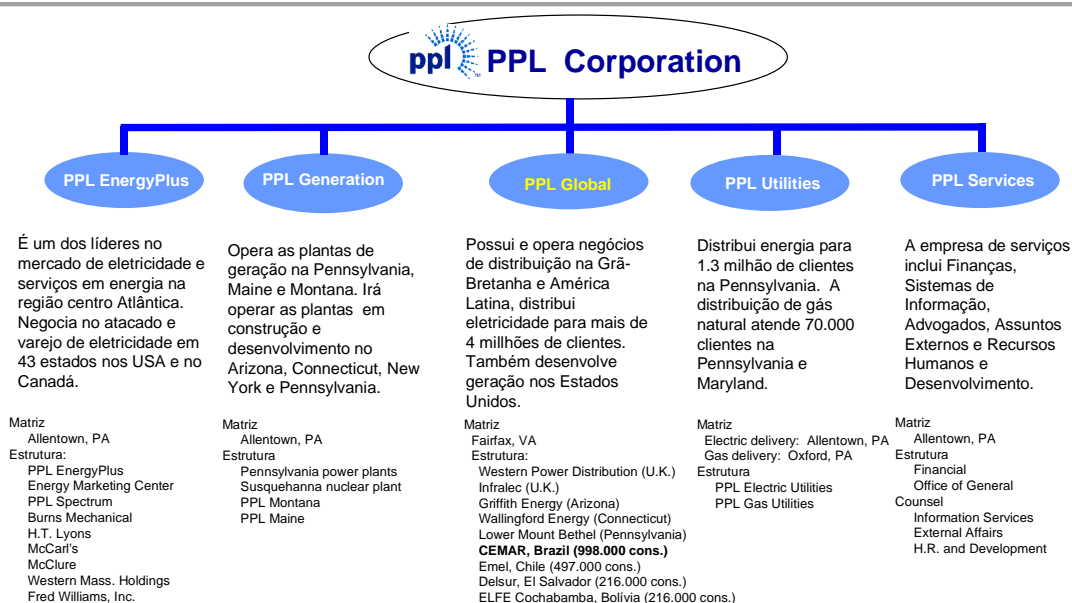 ppl PPL Corporation
PPL EnergyPlus
PPL Generation
PPL Global
PPL Utilities
PPL Services
É um dos líderes no
mercado de eletricidade e
serviços em energia na
região centro Atlântica.
Negocia no atacado e
varejo de eletricidade em
43 estados nos USA e no
Canadá.
Matriz
Allentown, PA
Estrutura:
PPL EnergyPlus
Energy Marketing Center
PPL Spectrum
Burns Mechanical
H.T. Lyons
McCarl's
McClure
Western Mass. Holdings
Fred Williams, Inc.
Opera as plantas de
geração na Pennsylvania,
Maine e Montana. Irá
operar as plantas em
construção e
desenvolvimento no
Arizona, Connecticut, New
York e Pennsylvania.
Matriz
Allentown, PA
Estrutura
Pennsylvania power plants
Susquehanna nuclear plant
PPL Montana
PPL Maine
Possui e opera negócios
de distribuição na Grã-
Bretanha e América
Latina, distribui
eletricidade para mais de
4 millhões de clientes.
Também desenvolve
geração nos Estados
Unidos.
Matriz
Fairfax, VA
Estrutura:
Western Power Distribution (U.K.)
Infralec (U.K.)
Griffith Energy (Arizona)
Wallingford Energy (Connecticut)
Lower Mount Bethel (Pennsylvania)
CEMAR, Brazil (998.000 cons.)
Emel, Chile (497.000 cons.)
Delsur, El Salvador (216.000 cons.)
ELFE Cochabamba, Bolívia (216.000 cons.)
Distribui energia para
1.3 milhão de clientes
na Pennsylvania. A
distribuição de gás
natural atende 70.000
clientes na
Pennsylvania e
Maryland.
Matriz
Electric delivery: Allentown, PA
Gas delivery: Oxford, PA
Estrutura
PPL Electric Utilities
PPL Gas Utilities
A empresa de serviços
inclui Finanças,
Sistemas de
Informação,
Advogados, Assuntos
Externos e Recursos
Humanos e
Desenvolvimento.
Matriz
Allentown, PA
Estrutura
Financial
Office of General
Counsel
Information Services
External Affairs
H.R. and Development